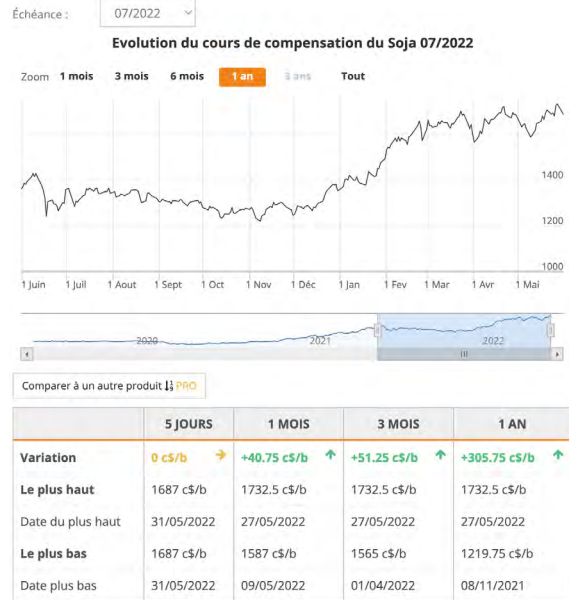 Échéance :
07/2022
Evolution du cours de compensation du Soja 07/2022
Zoom 1 mois 3 mois 6 mois 1 an 3 ans Tout
1400
1200
1000
1 Juin 1 Juil 1 Aout 1 Sept 1 Oct 1 Nov 1 Déc 1 Jan 1 Fev 1 Mar 1 Avr 1 Mai
2020 2021 2022
Comparer à un autre produit PRO
5 JOURS 1 MOIS 3 MOIS 1 AN
Variation 0 c$/b +40.75 c$/b +51.25 c$/b +305.75 c$/b
Le plus haut 1687 c$/b 1732.5 c$/b 1732.5 c$/b 1732.5 c$/b
Date du plus haut 31/05/2022 27/05/2022 27/05/2022 27/05/2022
Le plus bas 1687 c$/b 1587 c$/b 1565 c$/b 1219.75 c$/b
Date plus bas 31/05/2022 09/05/2022 01/04/2022 08/11/2021